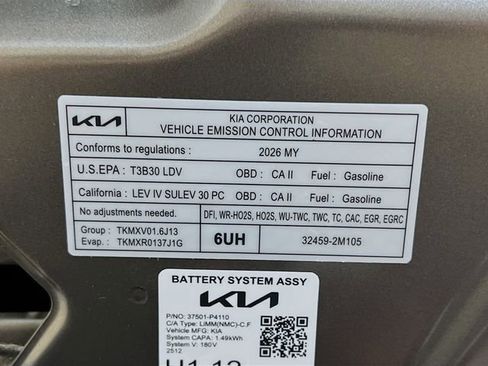 KIA
KIA CORPORATION
VEHICLE EMISSION CONTROL INFORMATION
Conforms to regulations : 2026 MY
U.S.EPA : T3B30 LDV OBD : CA II Fuel : Gasoline
California : LEV IV SULEV 30 PC OBD : CA II Fuel : Gasoline
No adjustments needed. DFI, WR-HO2S, HO2S, WU-TWC, TWC, TC, CAC, EGR, EGRC
Group : TKMXV01.6J13
Evap. : TKMXR0137J1G
6UH 32459-2M105
BATTERY SYSTEM ASSY
KIA
P/NO: 37501-P4110
C/A Type: LIMM(NMC)-C.F
Vehicle MFG: KIA
System CAPA: 1.49kWh
System V: 180V
2512